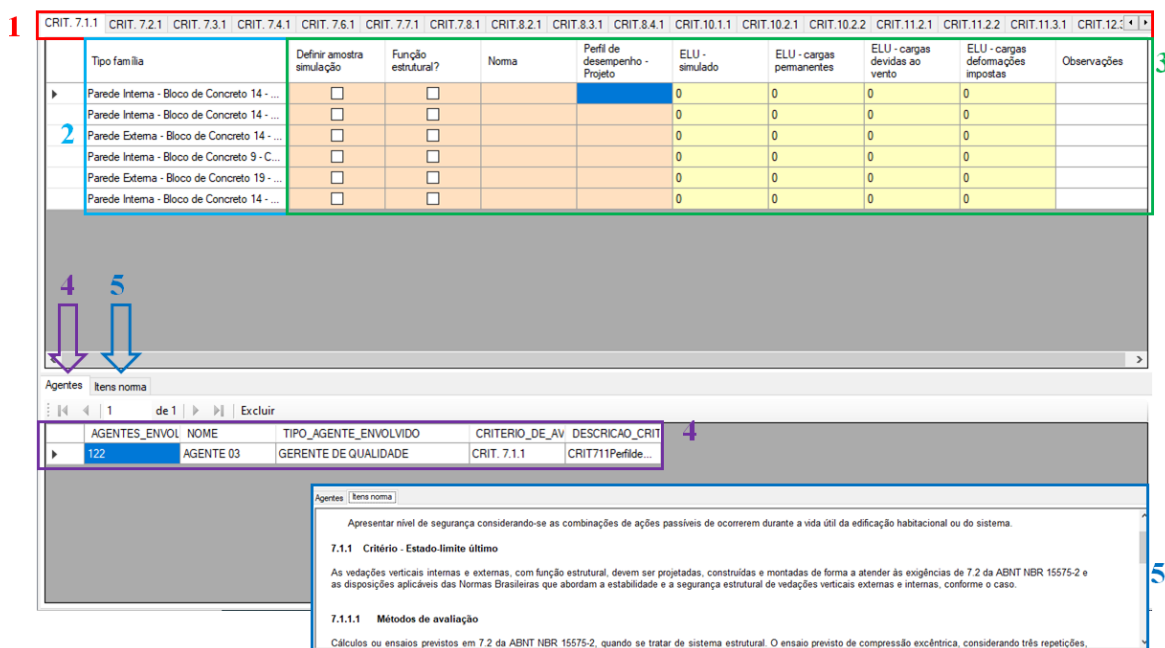 1
CRIT. 7.1.1 CRIT. 7.2.1 CRIT. 7.3.1 CRIT. 7.4.1 CRIT. 7.6.1 CRIT. 7.7.1 CRIT.7.8.1 CRIT.8.2.1 CRIT.8.3.1 CRIT.8.4.1 CRIT.10.1.1 CRIT.10.2.1 CRIT.10.2.2 CRIT.11.2.1 CRIT.11.2.2 CRIT.11.3.1
Tipo família
Definir amostra simulação
Função estrutural?
Norma
Perfil de desempenho - Projeto
ELU - simulado
ELU - cargas permanentes
ELU - cargas devidas ao vento
ELU - cargas deformações impostas
Observações
3
Parede Interna - Bloco de Concreto 14 - ... 0 0 0 0
Parede Interna - Bloco de Concreto 14 - ... 0 0 0 0
2
Parede Externa - Bloco de Concreto 14 - ... 0 0 0 0
Parede Interna - Bloco de Concreto 9 - C... 0 0 0 0
Parede Externa - Bloco de Concreto 19 - ... 0 0 0 0
Parede Interna - Bloco de Concreto 14 - ... 0 0 0 0
4 5
Agentes Itens norma
1 de 1 Excluir
AGENTES_ENVOL NOME TIPO_AGENTE_ENVOLVIDO CRITERIO_DE_AV DESCRICAO_CRIT
4
122 AGENTE 03 GERENTE DE QUALIDADE CRIT. 7.1.1 CRIT711Perfilde...
Agentes Itens norma
Apresentar nível de segurança considerando-se as combinações de ações passíveis de ocorrerem durante a vida útil da edificação habitacional ou do sistema.
7.1.1 Critério - Estado-limite último
As vedações verticais internas e externas, com função estrutural, devem ser projetadas, construídas e montadas de forma a atender às exigências de 7.2 da ABNT NBR 15575-2 e
as disposições aplicáveis das Normas Brasileiras que abordam a estabilidade e a segurança estrutural de vedações verticais externas e internas, conforme o caso.
5
7.1.1.1 Métodos de avaliação
Cálculos ou ensaios previstos em 7.2 da ABNT NBR 15575-2, quando se tratar de sistema estrutural. O ensaio previsto de compressão excêntrica, considerando três repetições,